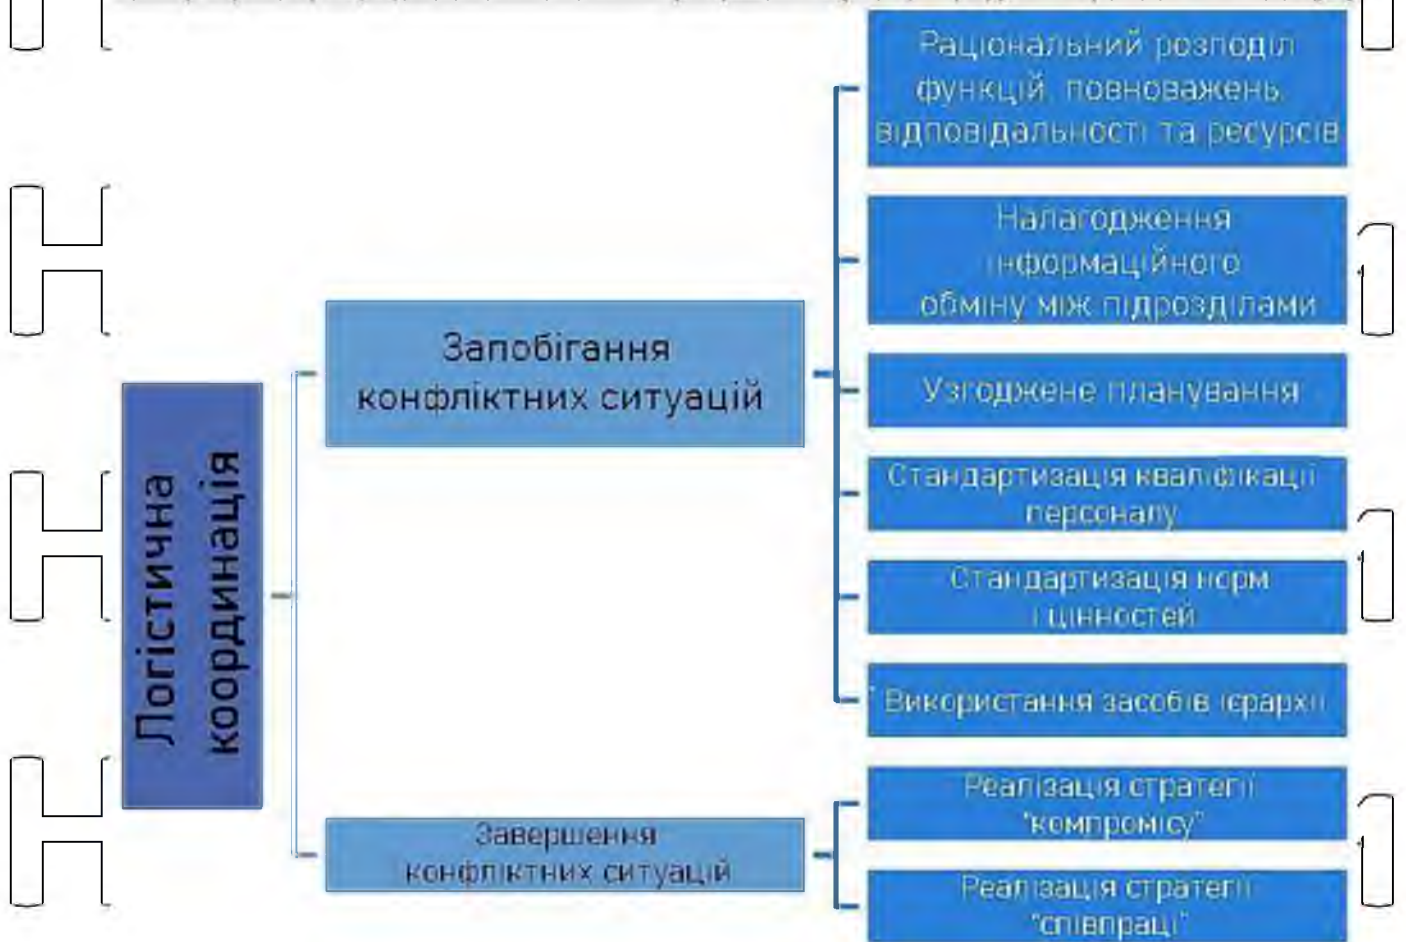 Раціональний розподіл
функцій, повноважень,
відповідальності та ресурсів
Налагодження
інформаційного
обміну між підрозділами
Запобігання
конфліктних ситуацій
Узгоджене планування
Логістична
координація
Стандартизація кваліфікації
персоналу
Стандартизація норм
і цінностей
Використання засобів ієрархії
Завершення
конфліктних ситуацій
Реалізація стратегії
"компромісу"
Реалізація стратегії
"співпраці"